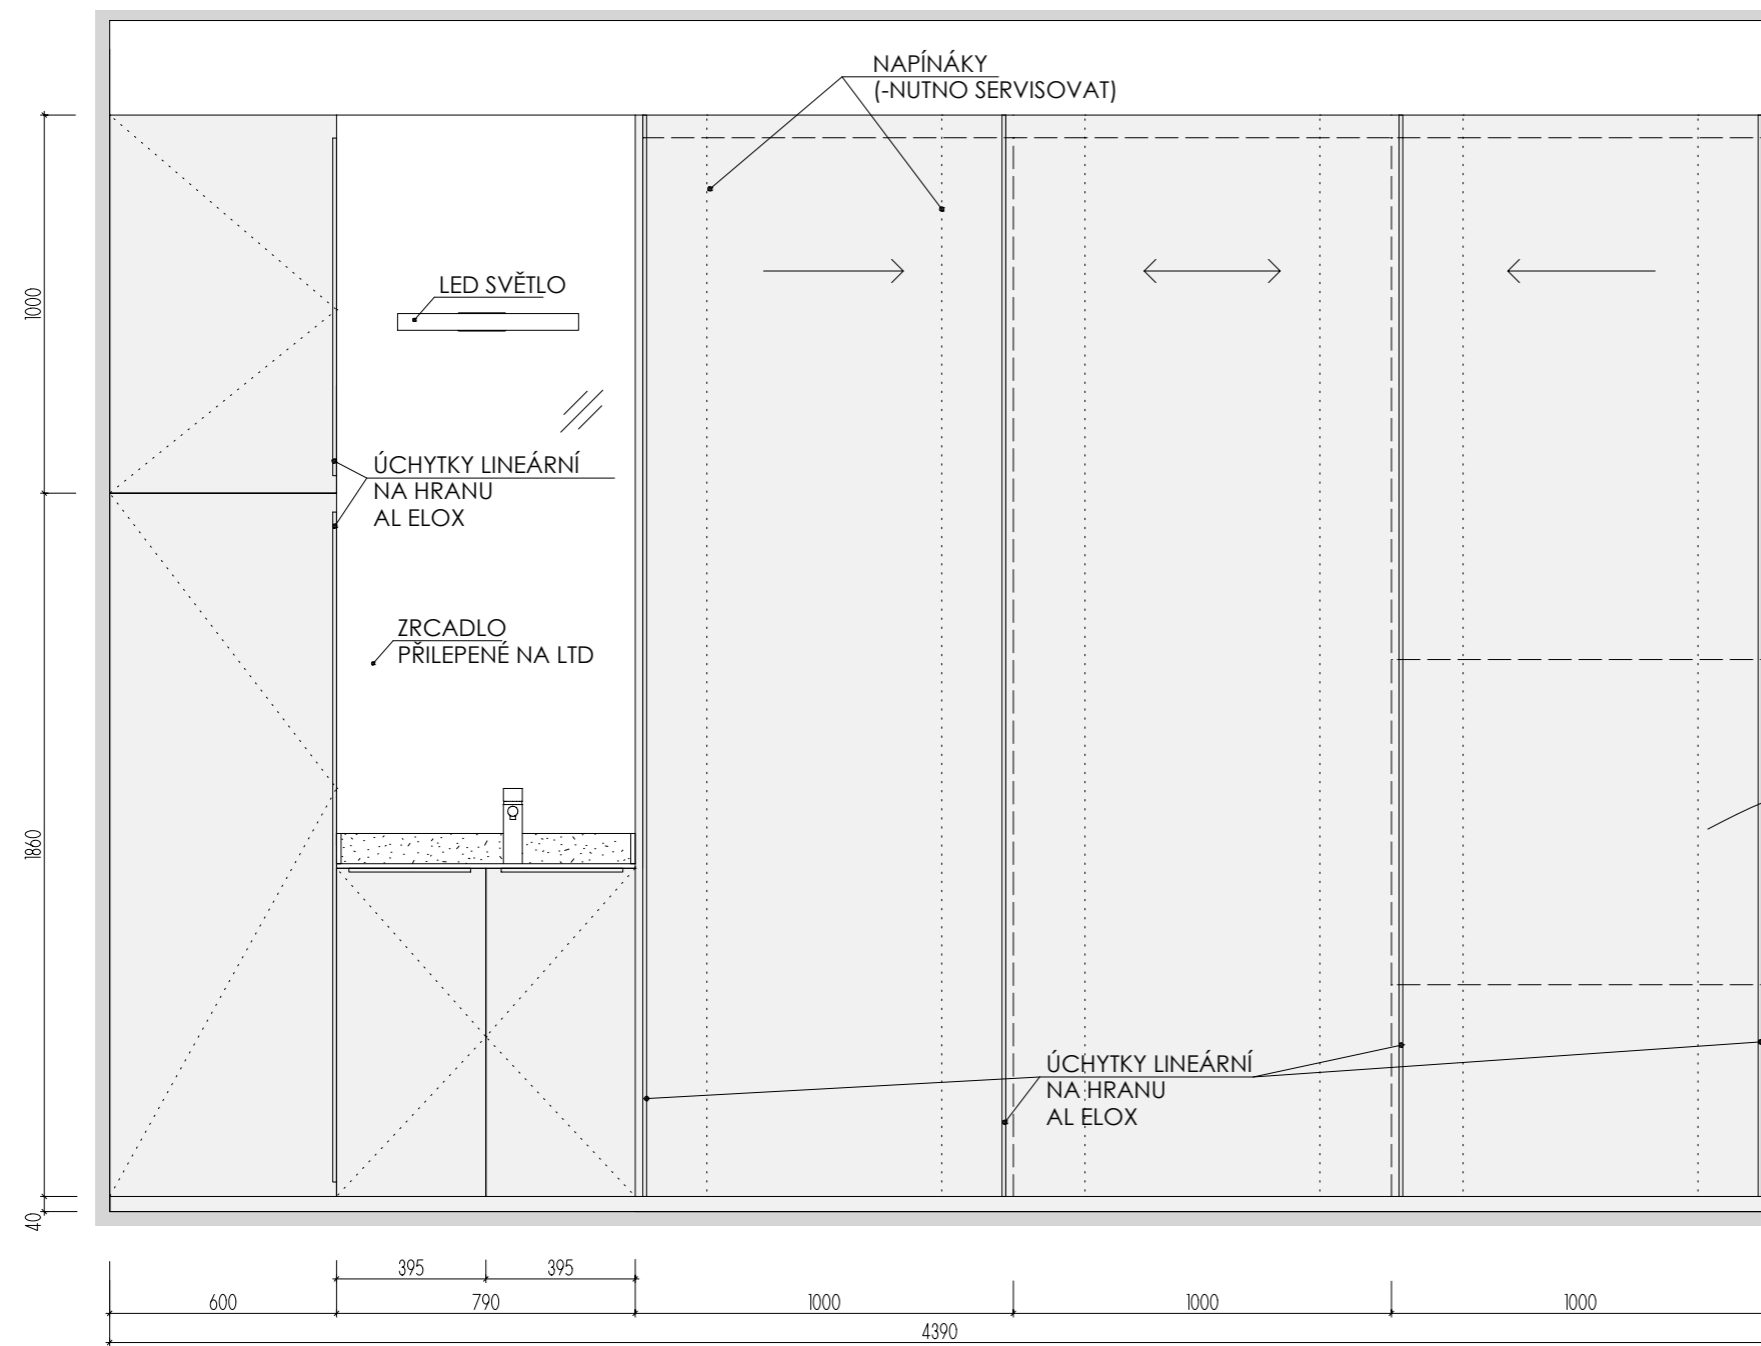 NAPÍNÁKY
(-NUTNO SERVISOVAT)
LED SVĚTLO
ÚCHYTKY LINEÁRNÍ
NA HRANU
AL ELOX
ZRCADLO
PŘILEPENÉ NA LTD
ÚCHYTKY LINEÁRNÍ
NA HRANU
AL ELOX
1000
1860
40
395 395
600 790 1000 1000 1000
4390